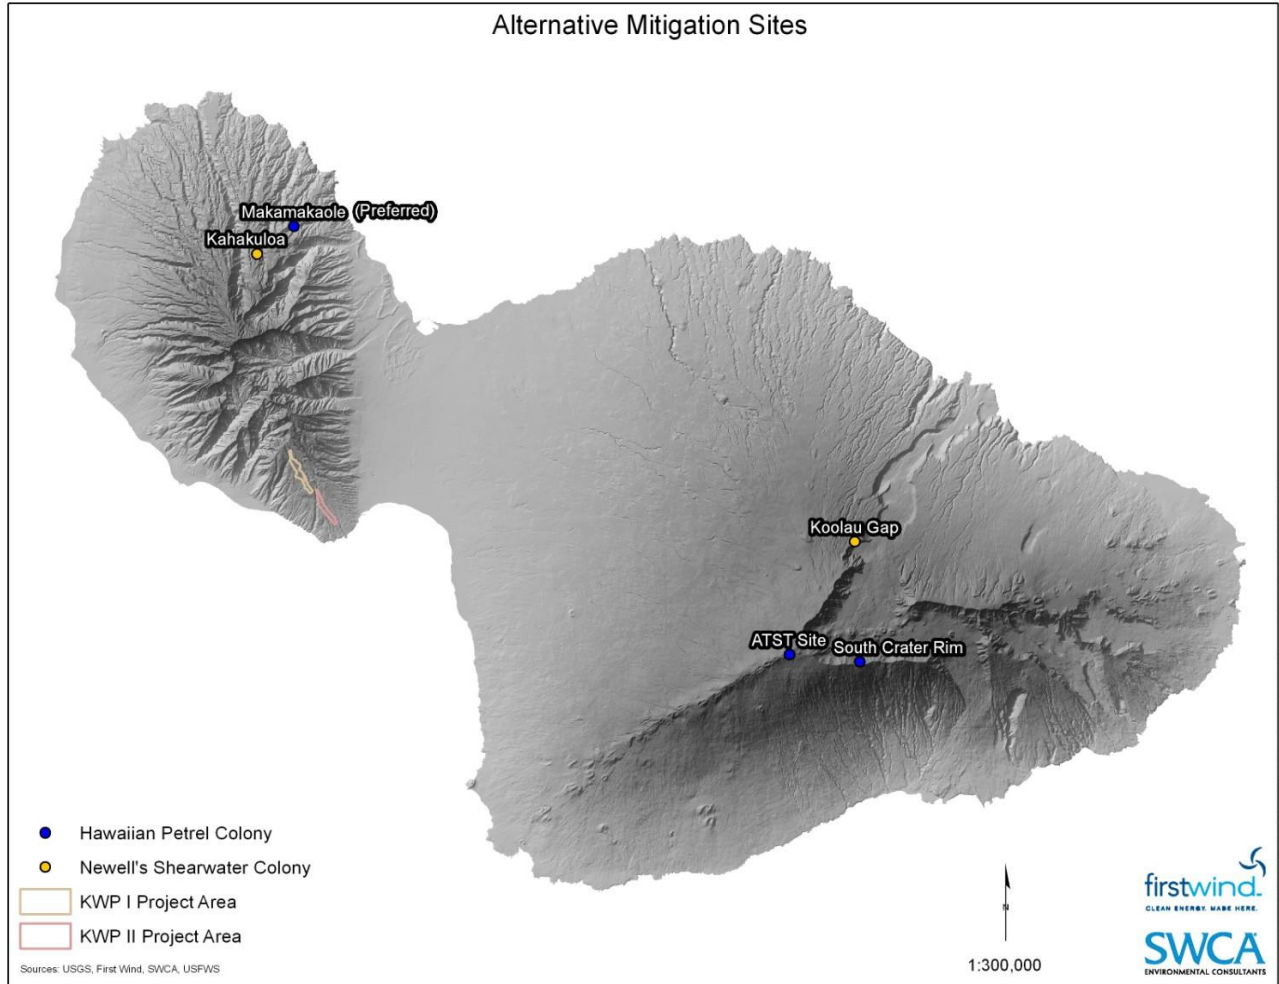 Alternative Mitigation Sites
Makamakaole (Preferred)
Kahakuloa
Koolau Gap
ATST Site
South Crater Rim
Hawaiian Petrel Colony
Newell's Shearwater Colony
KWP I Project Area
KWP II Project Area
Sources: USGS, First Wind, SWCA, USFWS
N
1:300,000
firstwind™
CLEAN ENERGY. MADE HERE.
SWCA
ENVIRONMENTAL CONSULTANTS